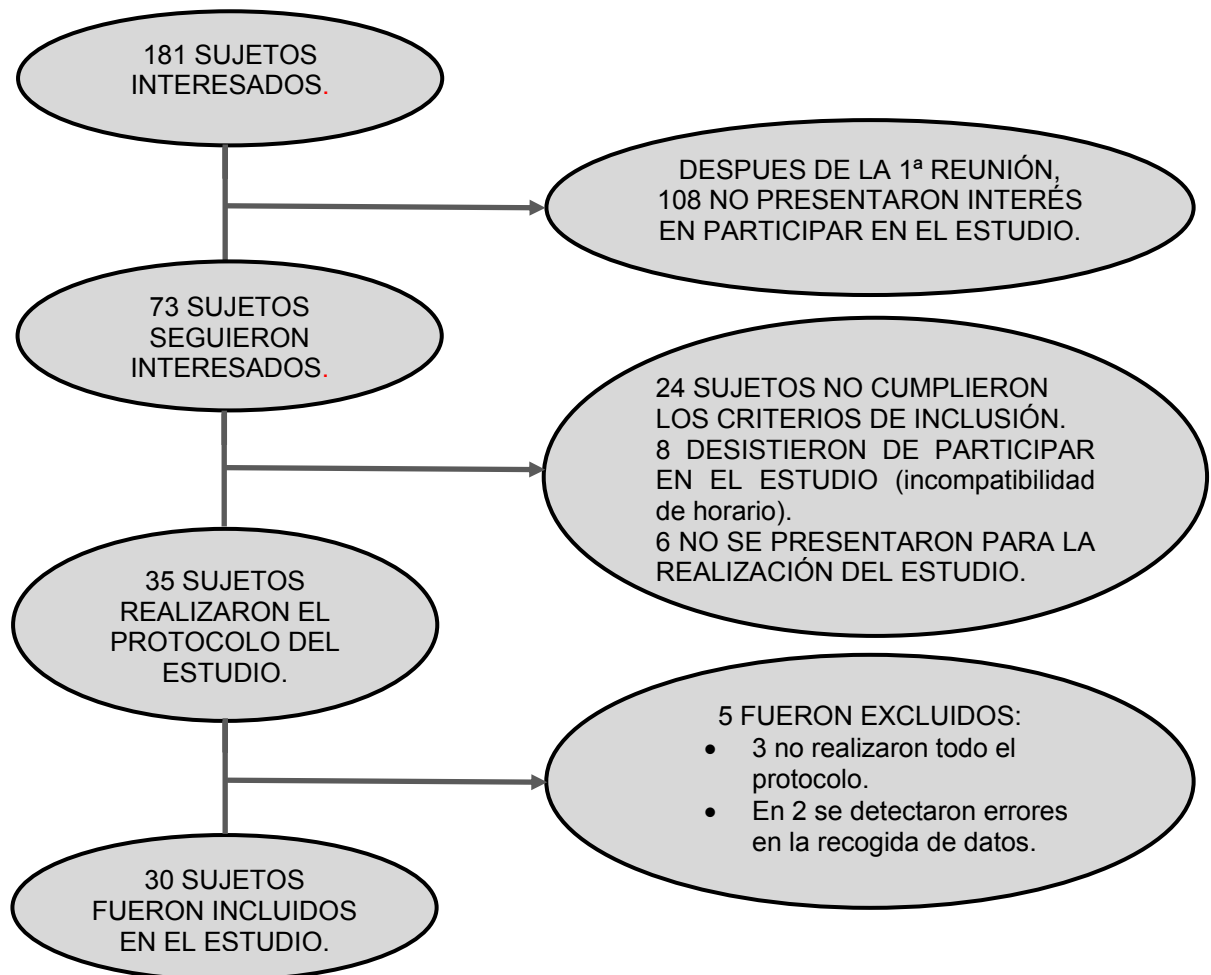 181 SUJETOS
INTERESADOS.
DESPUES DE LA 1ª REUNIÓN,
108 NO PRESENTARON INTERÉS
EN PARTICIPAR EN EL ESTUDIO.
73 SUJETOS
SEGUIERON
INTERESADOS.
24 SUJETOS NO CUMPLIERON
LOS CRITERIOS DE INCLUSIÓN.
8 DESISTIERON DE PARTICIPAR
EN EL ESTUDIO (incompatibilidad
de horario).
6 NO SE PRESENTARON PARA LA
REALIZACIÓN DEL ESTUDIO.
35 SUJETOS
REALIZARON EL
PROTOCOLO DEL
ESTUDIO.
5 FUERON EXCLUIDOS:
• 3 no realizaron todo el
protocolo.
• En 2 se detectaron errores
en la recogida de datos.
30 SUJETOS
FUERON INCLUIDOS
EN EL ESTUDIO.